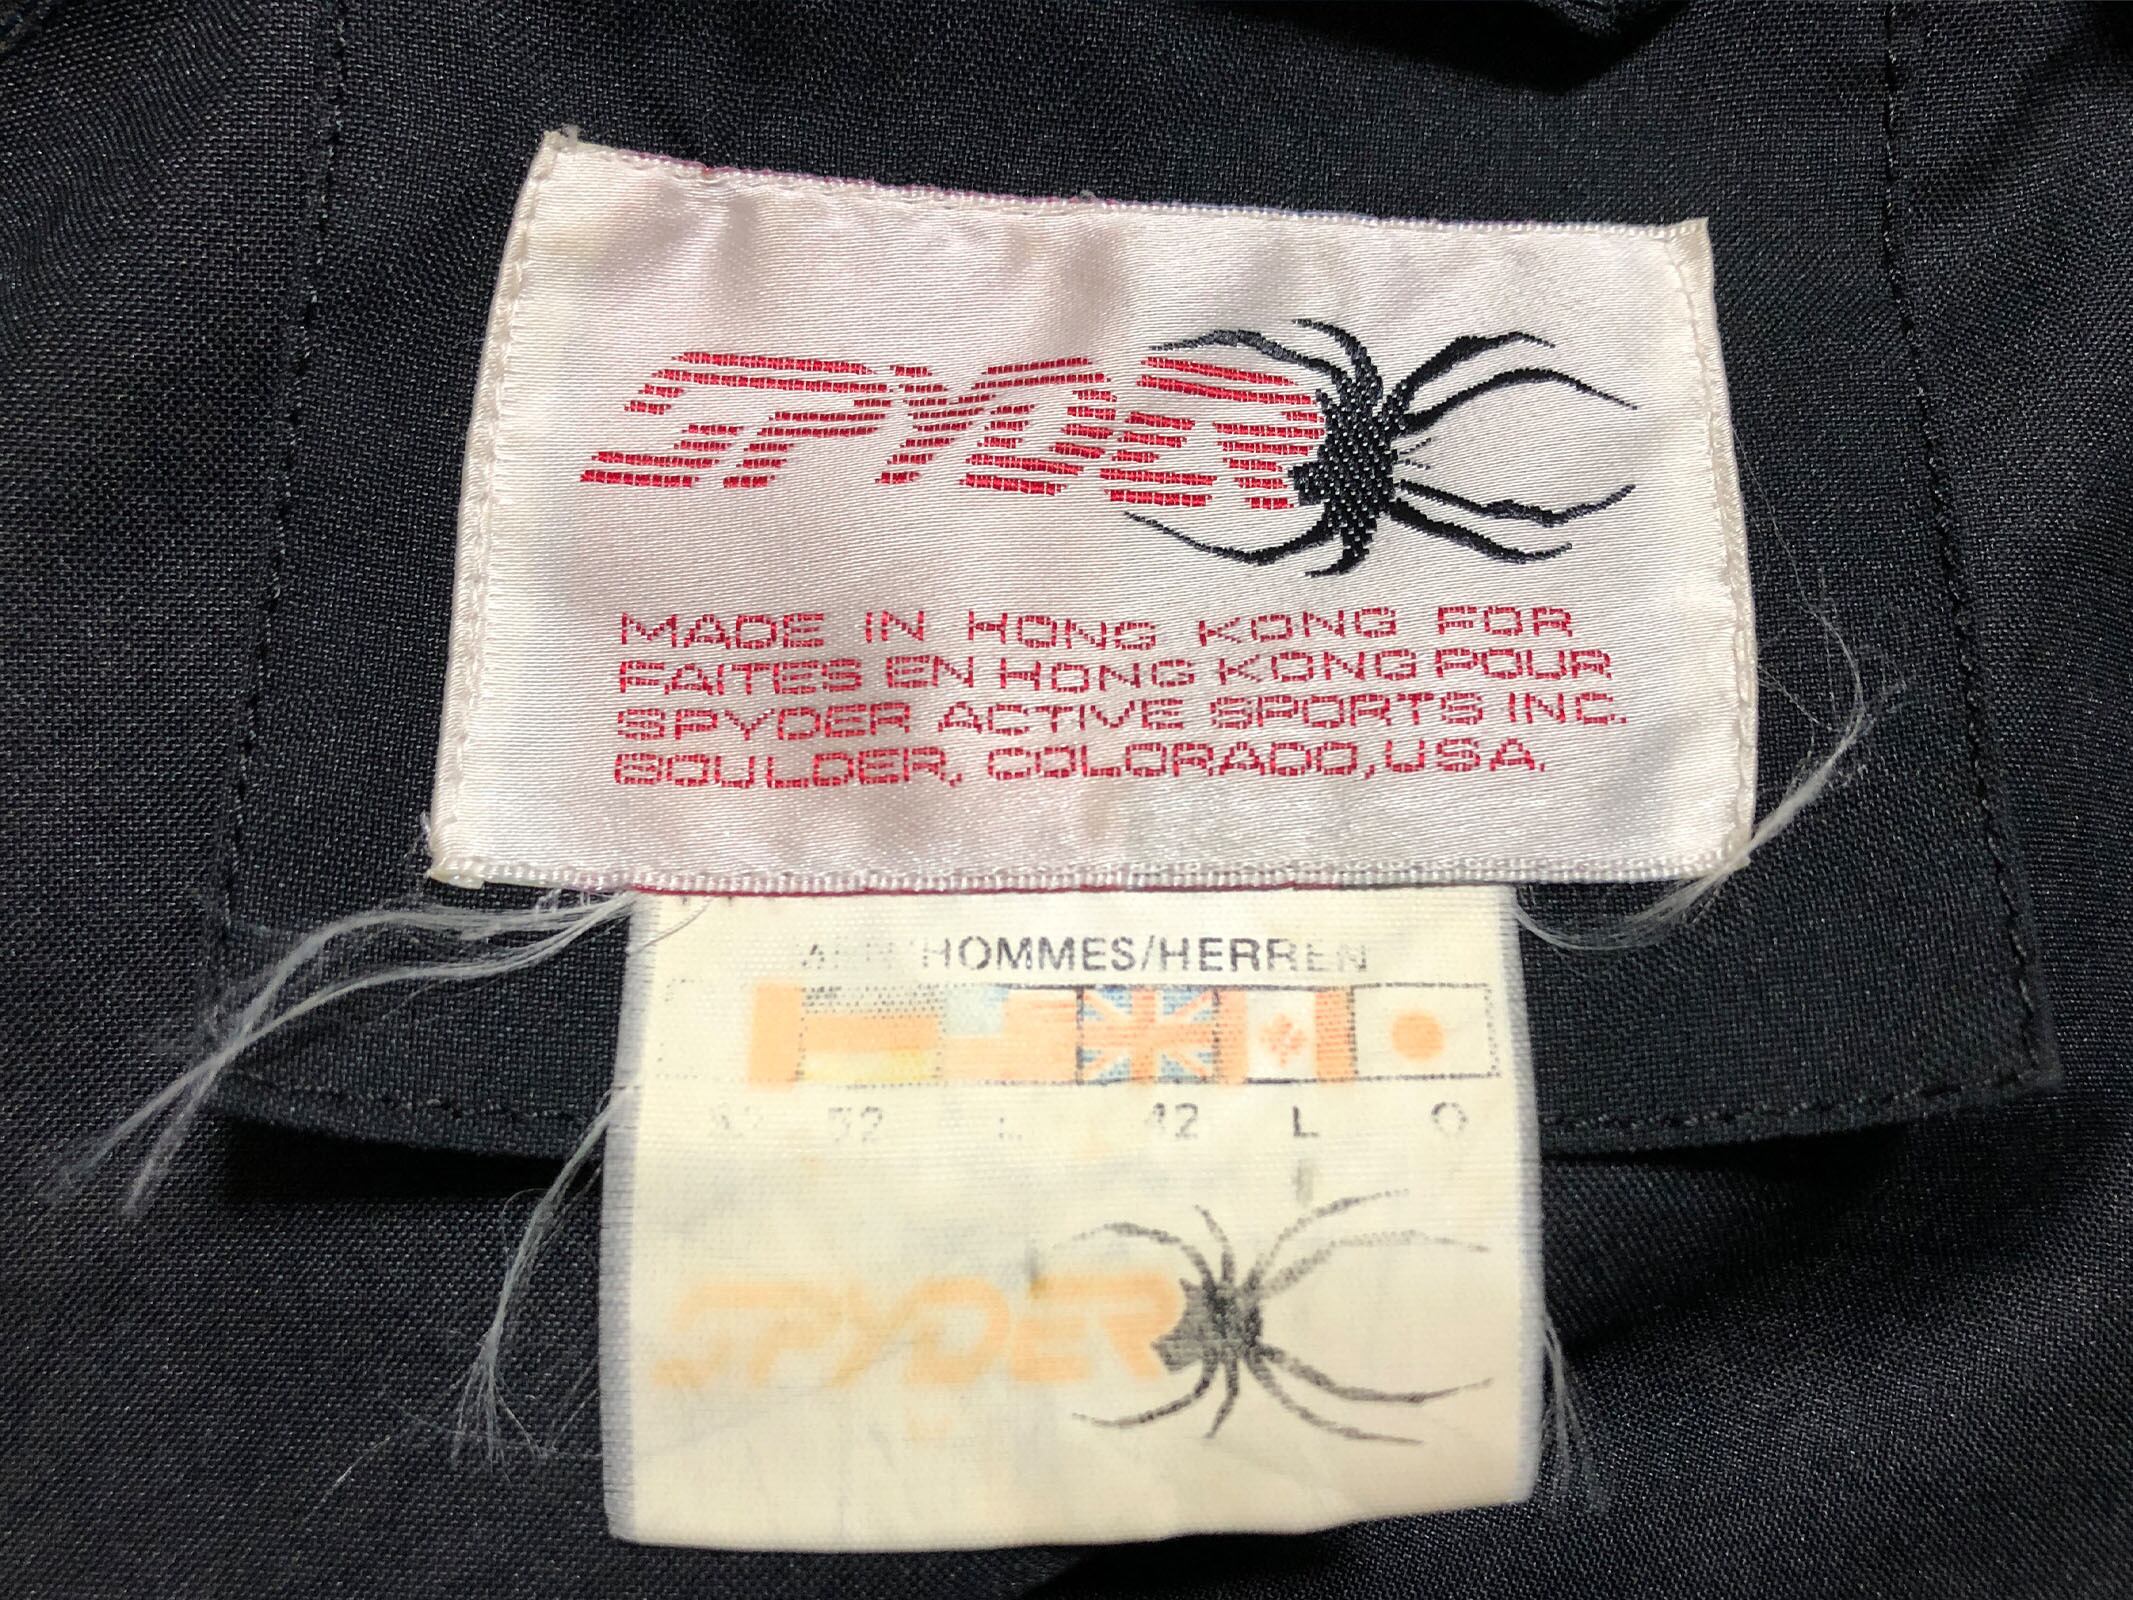 SPYDER
MADE IN HONG KONG FOR
FAITES EN HONG KONG POUR
SPYDER ACTIVE SPORTS INC.
BOULDER, COLORADO, USA.
HOMMES/HERREN
52 42 L O
SPYDER